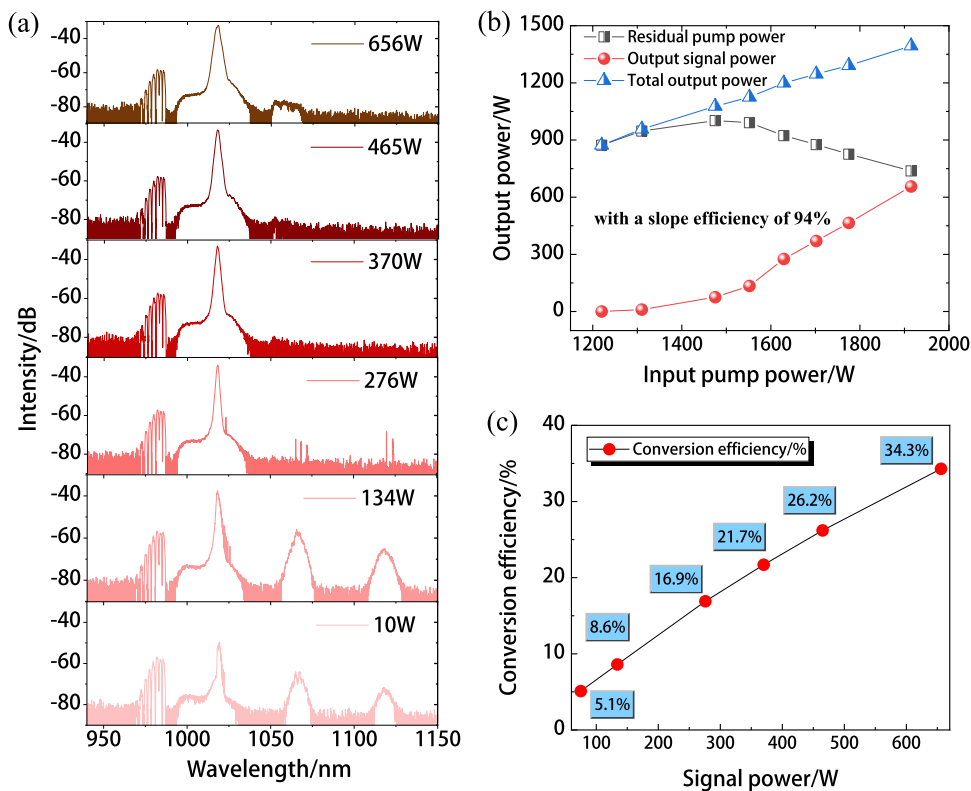 (a)
656W
-40
-60
-80
465W
-40
-60
-80
370W
-40
-60
-80
276W
-40
-60
-80
134W
-40
-60
-80
10W
-40
-60
-80
Intensity/dB
950 1000 1050 1100 1150
Wavelength/nm
(b)
Residual pump power
Output signal power
Total output power
with a slope efficiency of 94%
1500
1200
900
600
300
0
Output power/W
1200 1400 1600 1800 2000
Input pump power/W
(c)
Conversion efficiency/%
34.3%
26.2%
21.7%
16.9%
8.6%
5.1%
40
30
20
10
0
Conversion efficiency/%
100 200 300 400 500 600
Signal power/W